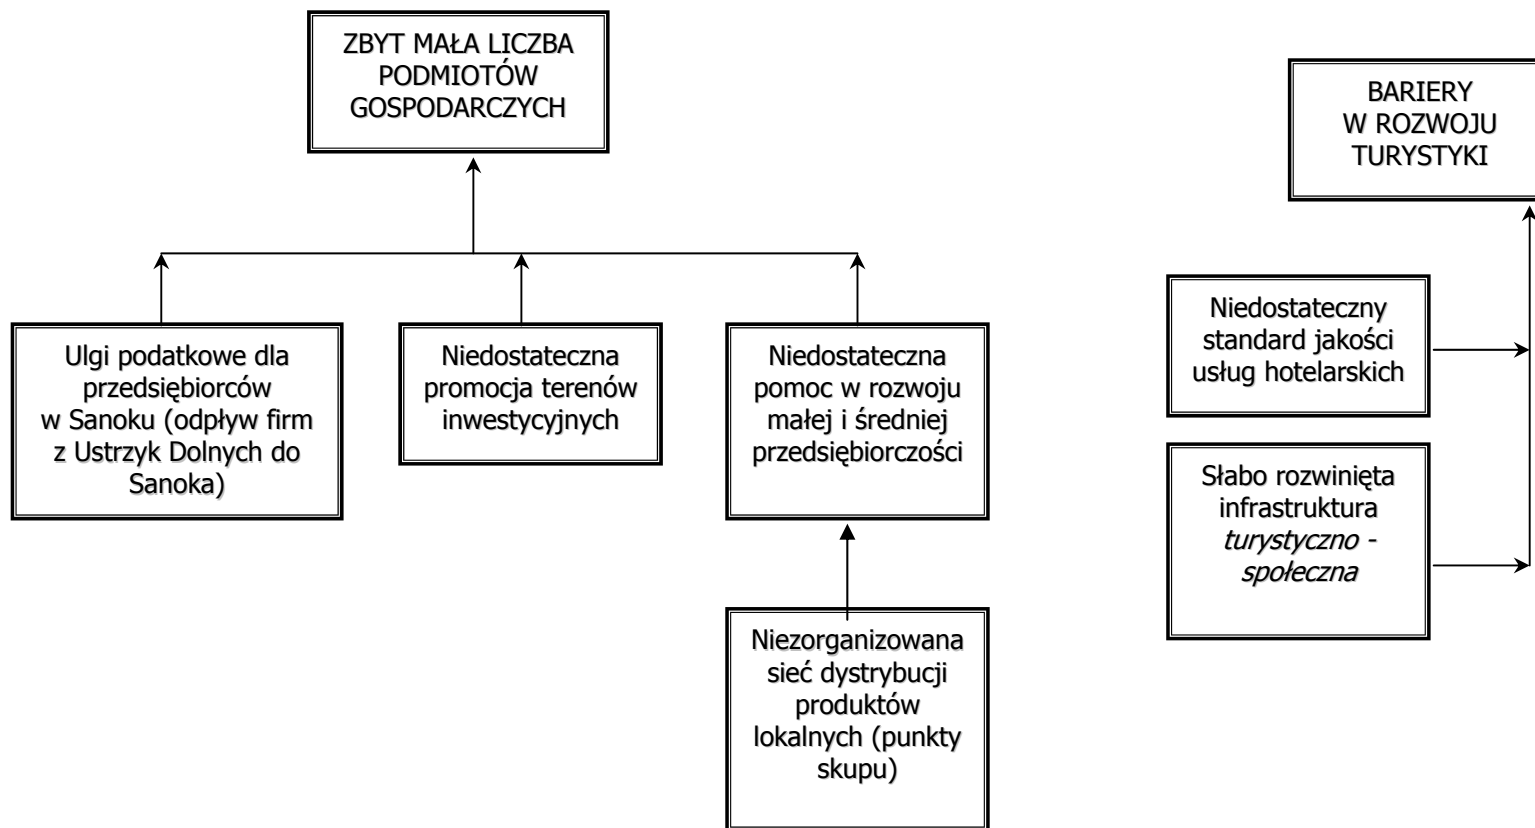 ZBYT MAŁA LICZBA
PODMIOTÓW
GOSPODARCZYCH
BARIERY
W ROZWOJU
TURYSTYKI
Ulgi podatkowe dla
przedsiębiorców
w Sanoku (odpływ firm
z Ustrzyk Dolnych do
Sanoka)
Niedostateczna
promocja terenów
inwestycyjnych
Niedostateczna
pomoc w rozwoju
małej i średniej
przedsiębiorczości
Niezorganizowana
sieć dystrybucji
produktów
lokalnych (punkty
skupu)
Niedostateczny
standard jakości
usług hotelarskich
Słabo rozwinięta
infrastruktura
turystyczno -
społeczna